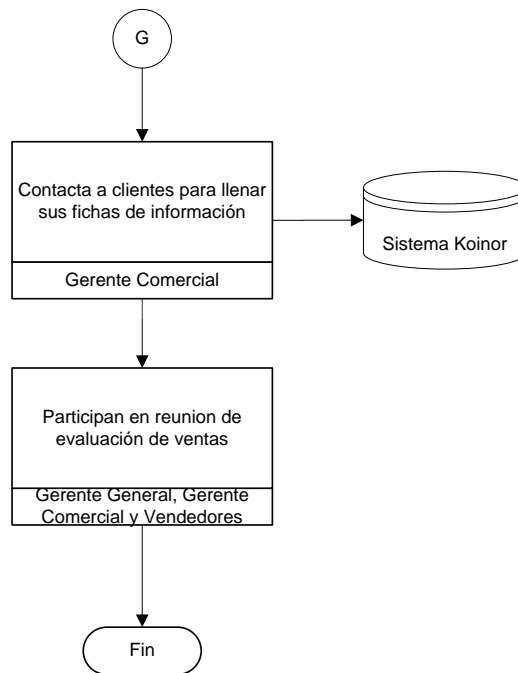 G
Contacta a clientes para llenar
sus fichas de información
Sistema Koinor
Gerente Comercial
Participan en reunion de
evaluación de ventas
Gerente General, Gerente
Comercial y Vendedores
Fin